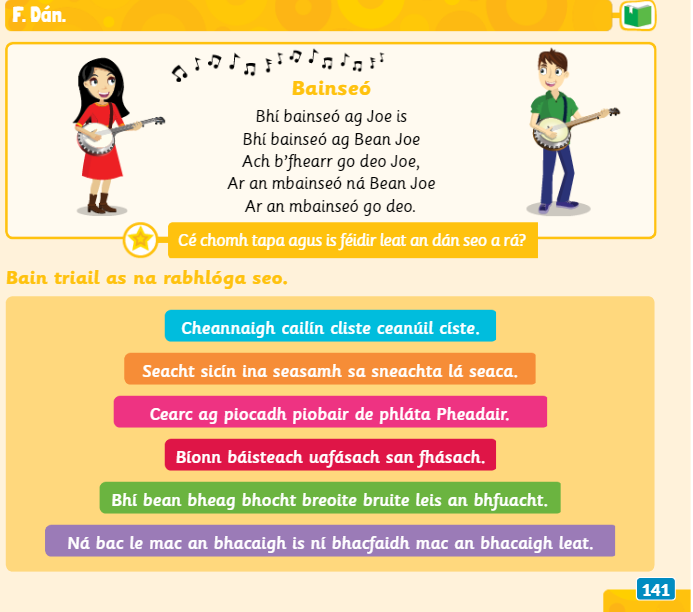 F. Dán.
Bainseó
Bhí bainseó ag Joe is
Bhí bainseó ag Bean Joe
Ach b’fhearr go deo Joe,
Ar an mbainseó ná Bean Joe
Ar an mbainseó go deo.
Cé chomh tapa agus is féidir leat an dán seo a rá?
Bain triail as na rabhlóga seo.
Cheannaigh cailín cliste ceanúil císte.
Seacht sicín ina seasamh sa sneachta lá seaca.
Cearc ag piocadh piobair de phláta Pheadair.
Bíonn báisteach uafásach san fhásach.
Bhí bean bheag bhocht breoite bruite leis an bhfuacht.
Ná bac le mac an bhacaigh is ní bhacfaidh mac an bhacaigh leat.
141